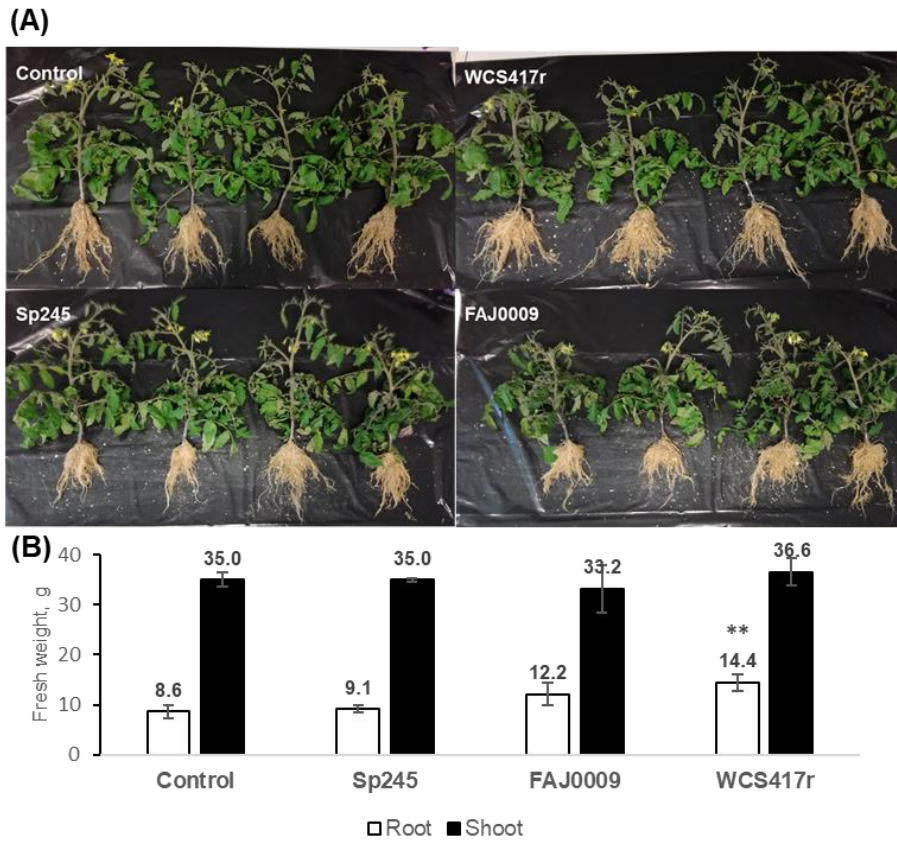 (A)
Control
WCS417r
Sp245
FAJ0009
(B)
40
30
20
10
0
Fresh weight, g
35.0
35.0
33.2
36.6
**
8.6
9.1
12.2
14.4
Control Sp245 FAJ0009 WCS417r
Root Shoot